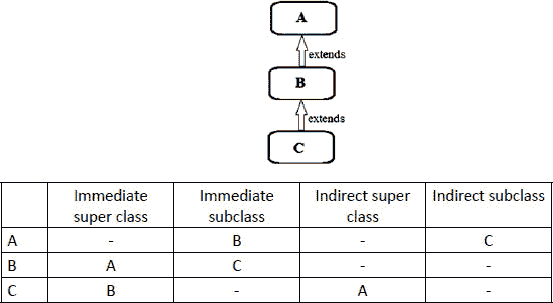 A
extends
B
extends
C
Immediate super class Immediate subclass Indirect super class Indirect subclass
A - B - C
B A C - -
C B - A -